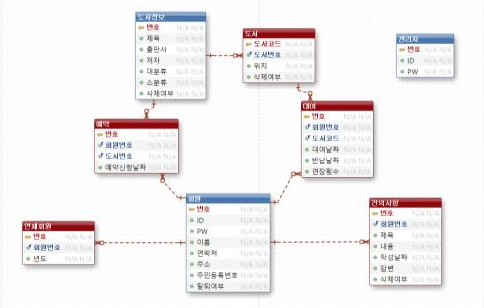 도서정보
번호 N/A N/A
제목 N/A N/A
출판사 N/A N/A
저자 N/A N/A
대분류 N/A N/A
소분류 N/A N/A
삭제여부 N/A N/A
도서
도서코드 N/A N/A
도서번호 N/A N/A
위치 N/A N/A
삭제여부 N/A N/A
관리자
번호 N/A N/A
ID N/A N/A
PW N/A N/A
예약
번호 N/A N/A
회원번호 N/A N/A
도서번호 N/A N/A
예약신청날짜 N/A N/A
대여
번호 N/A N/A
회원번호 N/A N/A
도서코드 N/A N/A
대여날짜 N/A N/A
반납날짜 N/A N/A
연장횟수 N/A N/A
회원
번호 N/A N/A
ID N/A N/A
PW N/A N/A
이름 N/A N/A
연락처 N/A N/A
주소 N/A N/A
주민등록번호 N/A N/A
탈퇴여부 N/A N/A
연체회원
번호 N/A N/A
회원번호 N/A N/A
년도 N/A N/A
건의사항
번호 N/A N/A
회원번호 N/A N/A
제목 N/A N/A
내용 N/A N/A
작성날짜 N/A N/A
답변 N/A N/A
삭제여부 N/A N/A